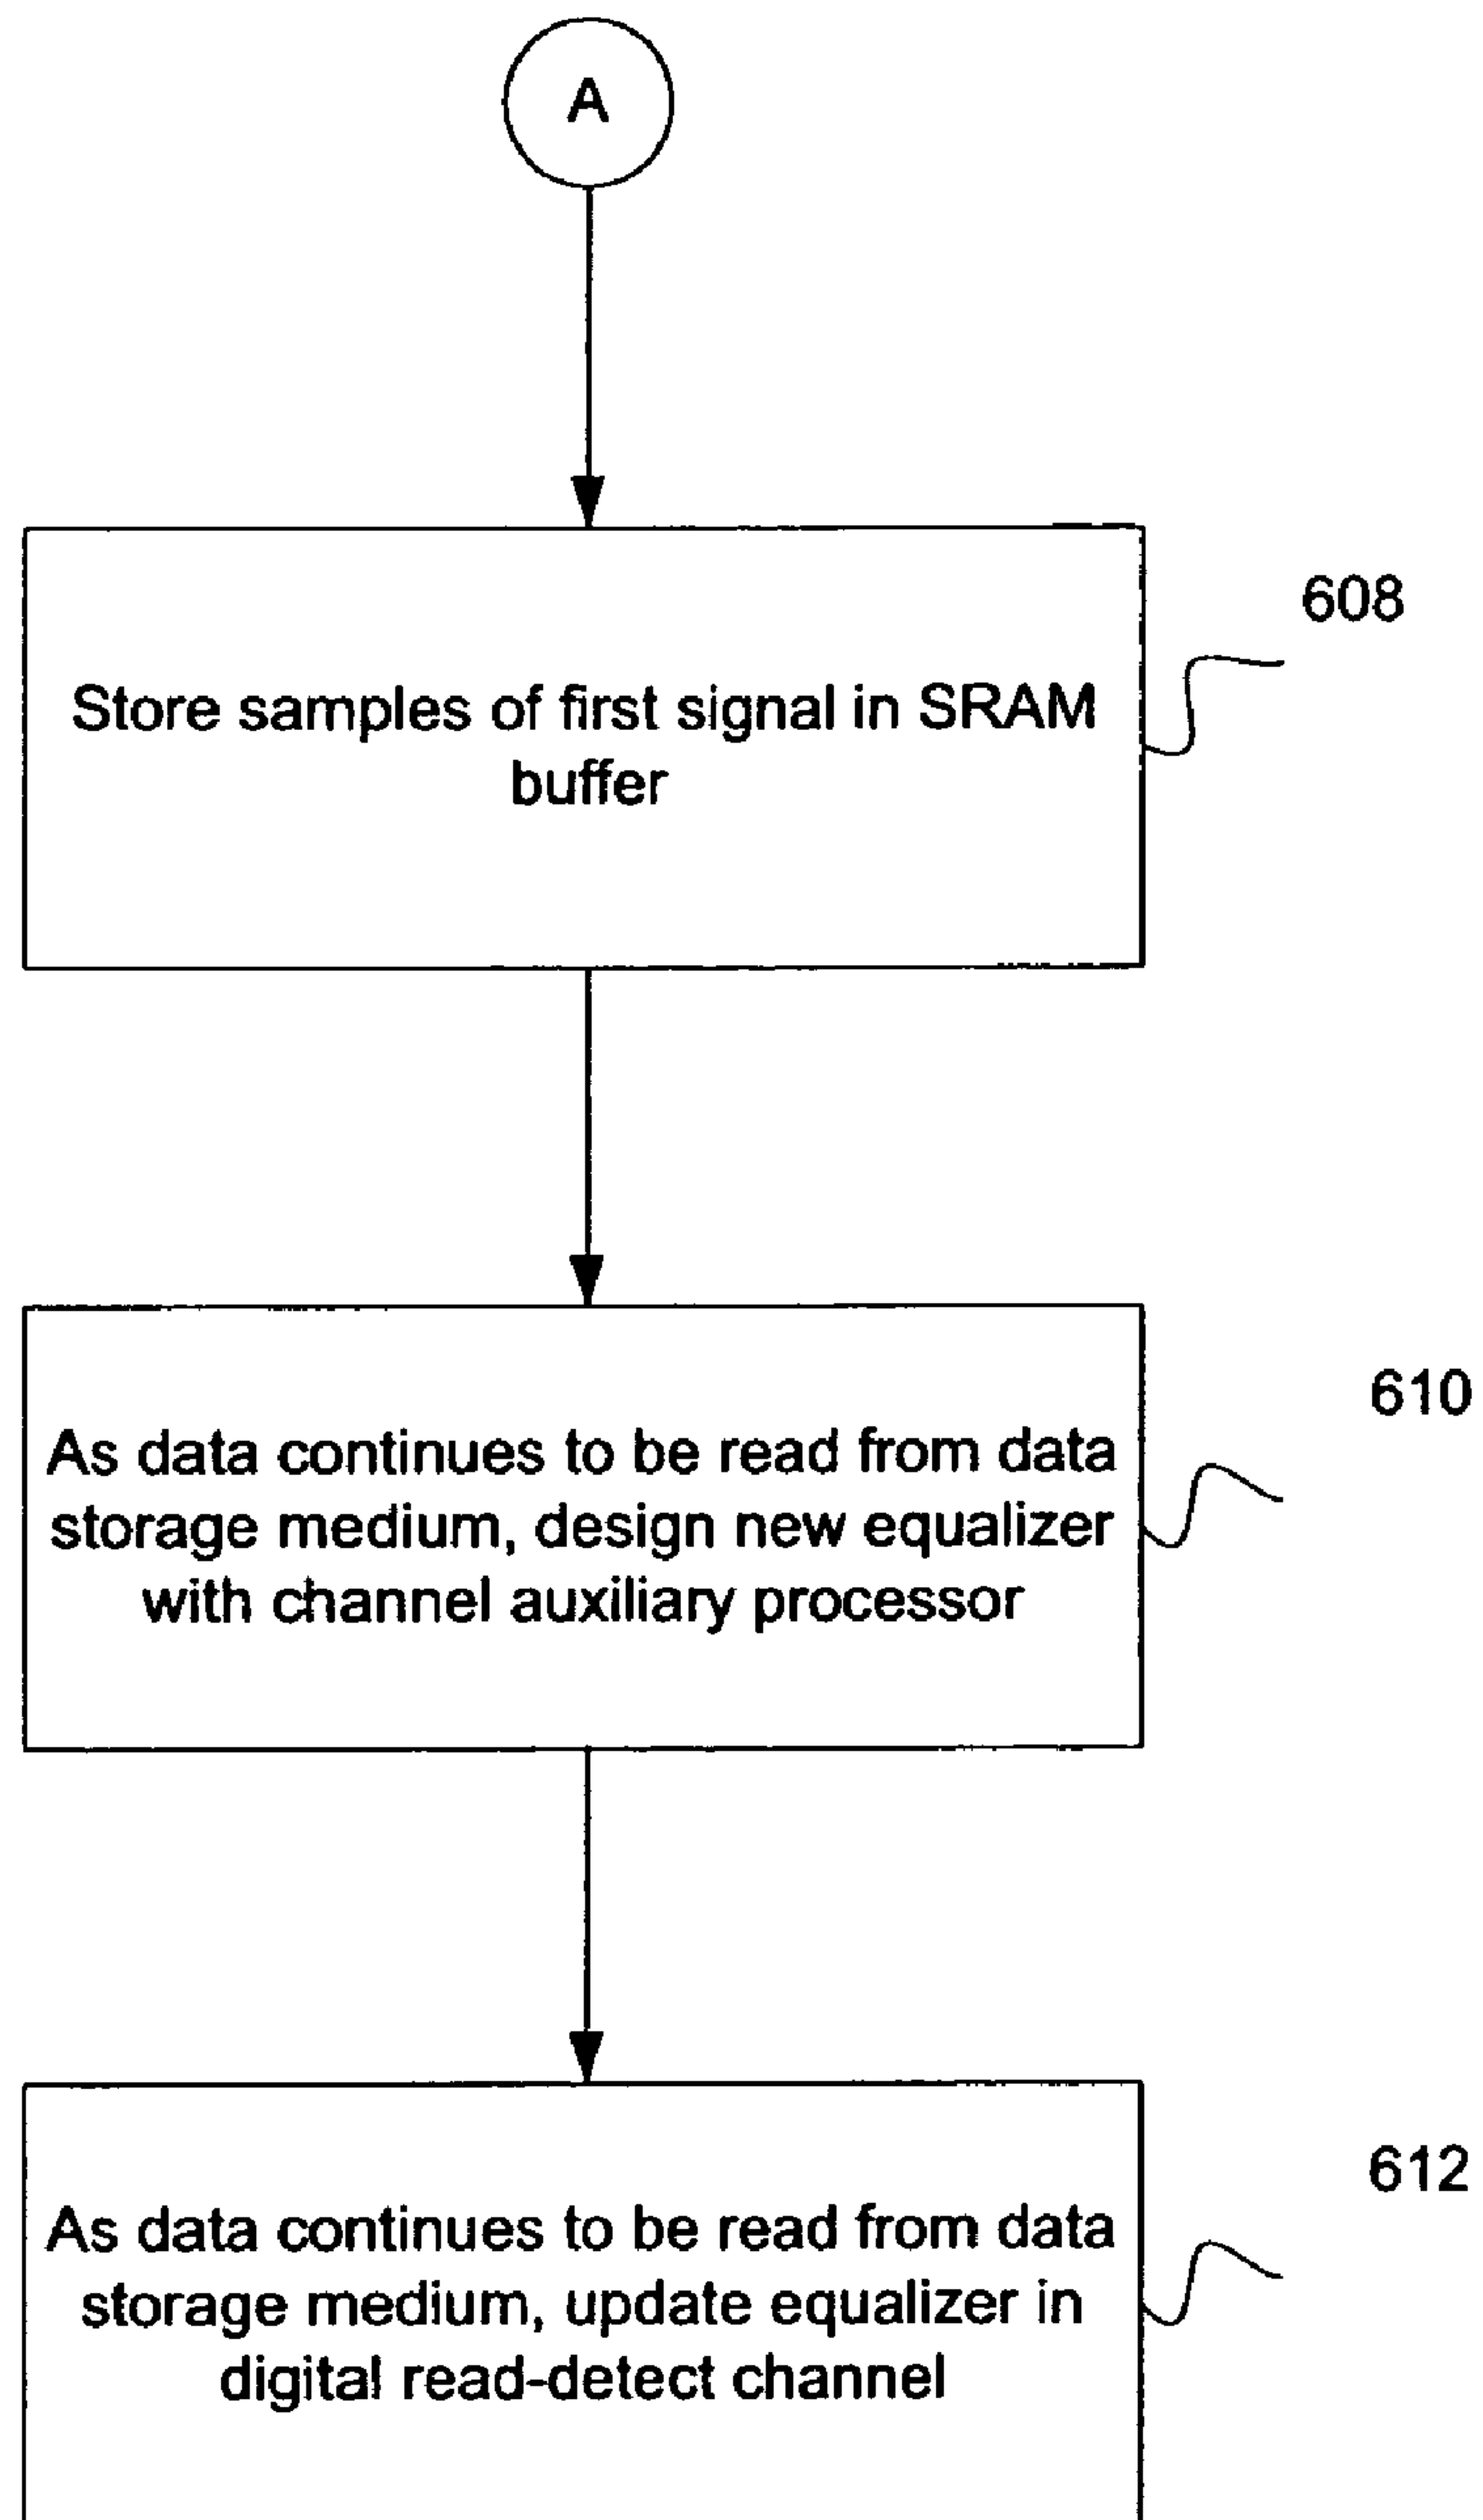 A
608
Store samples of first signal in SRAM
buffer
610
As data continues to be read from data
storage medium, design new equalizer
with channel auxiliary processor
612
As data continues to be read from data
storage medium, update equalizer in
digital read-detect channel